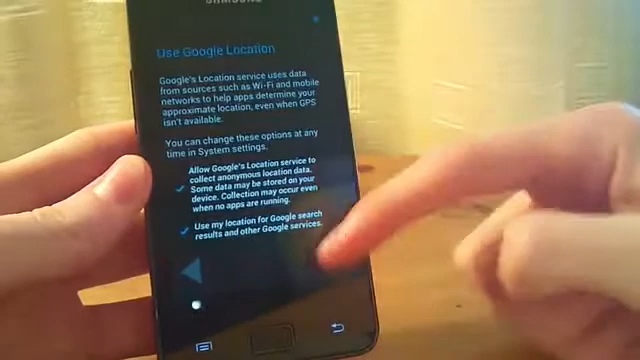 SAMSUNG
Use Google Location
Google's Location service uses data
from sources such as Wi-Fi and mobile
networks to help apps determine your
approximate location, even when GPS
isn't available.
You can change these options at any
time in System settings.
Allow Google's Location service to
collect anonymous location data.
Some data may be stored on your
device. Collection may occur even
when no apps are running.
Use my location for Google search
results and other Google services.